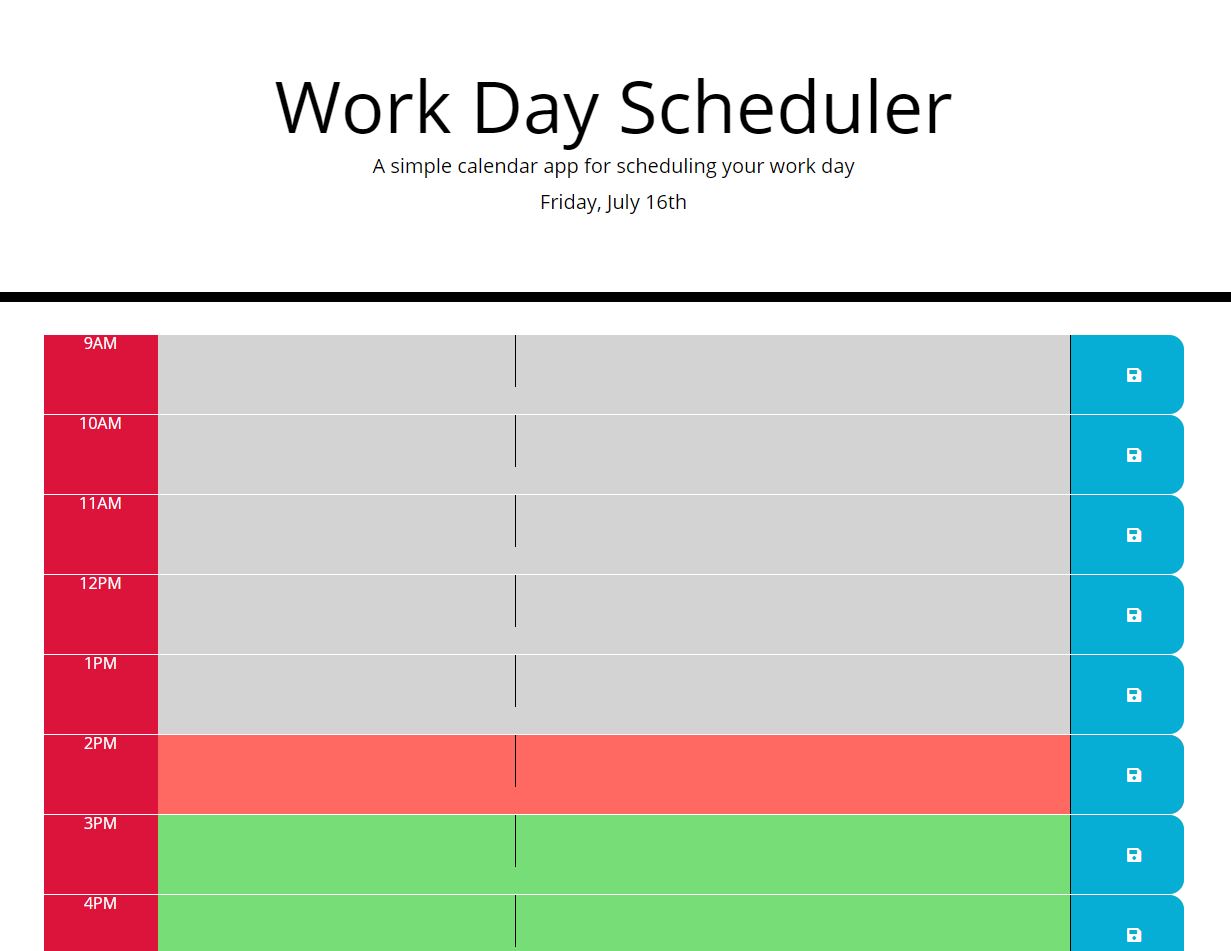 Work Day Scheduler
A simple calendar app for scheduling your work day
Friday, July 16th
9AM
10AM
11AM
12PM
1PM
2PM
3PM
4PM